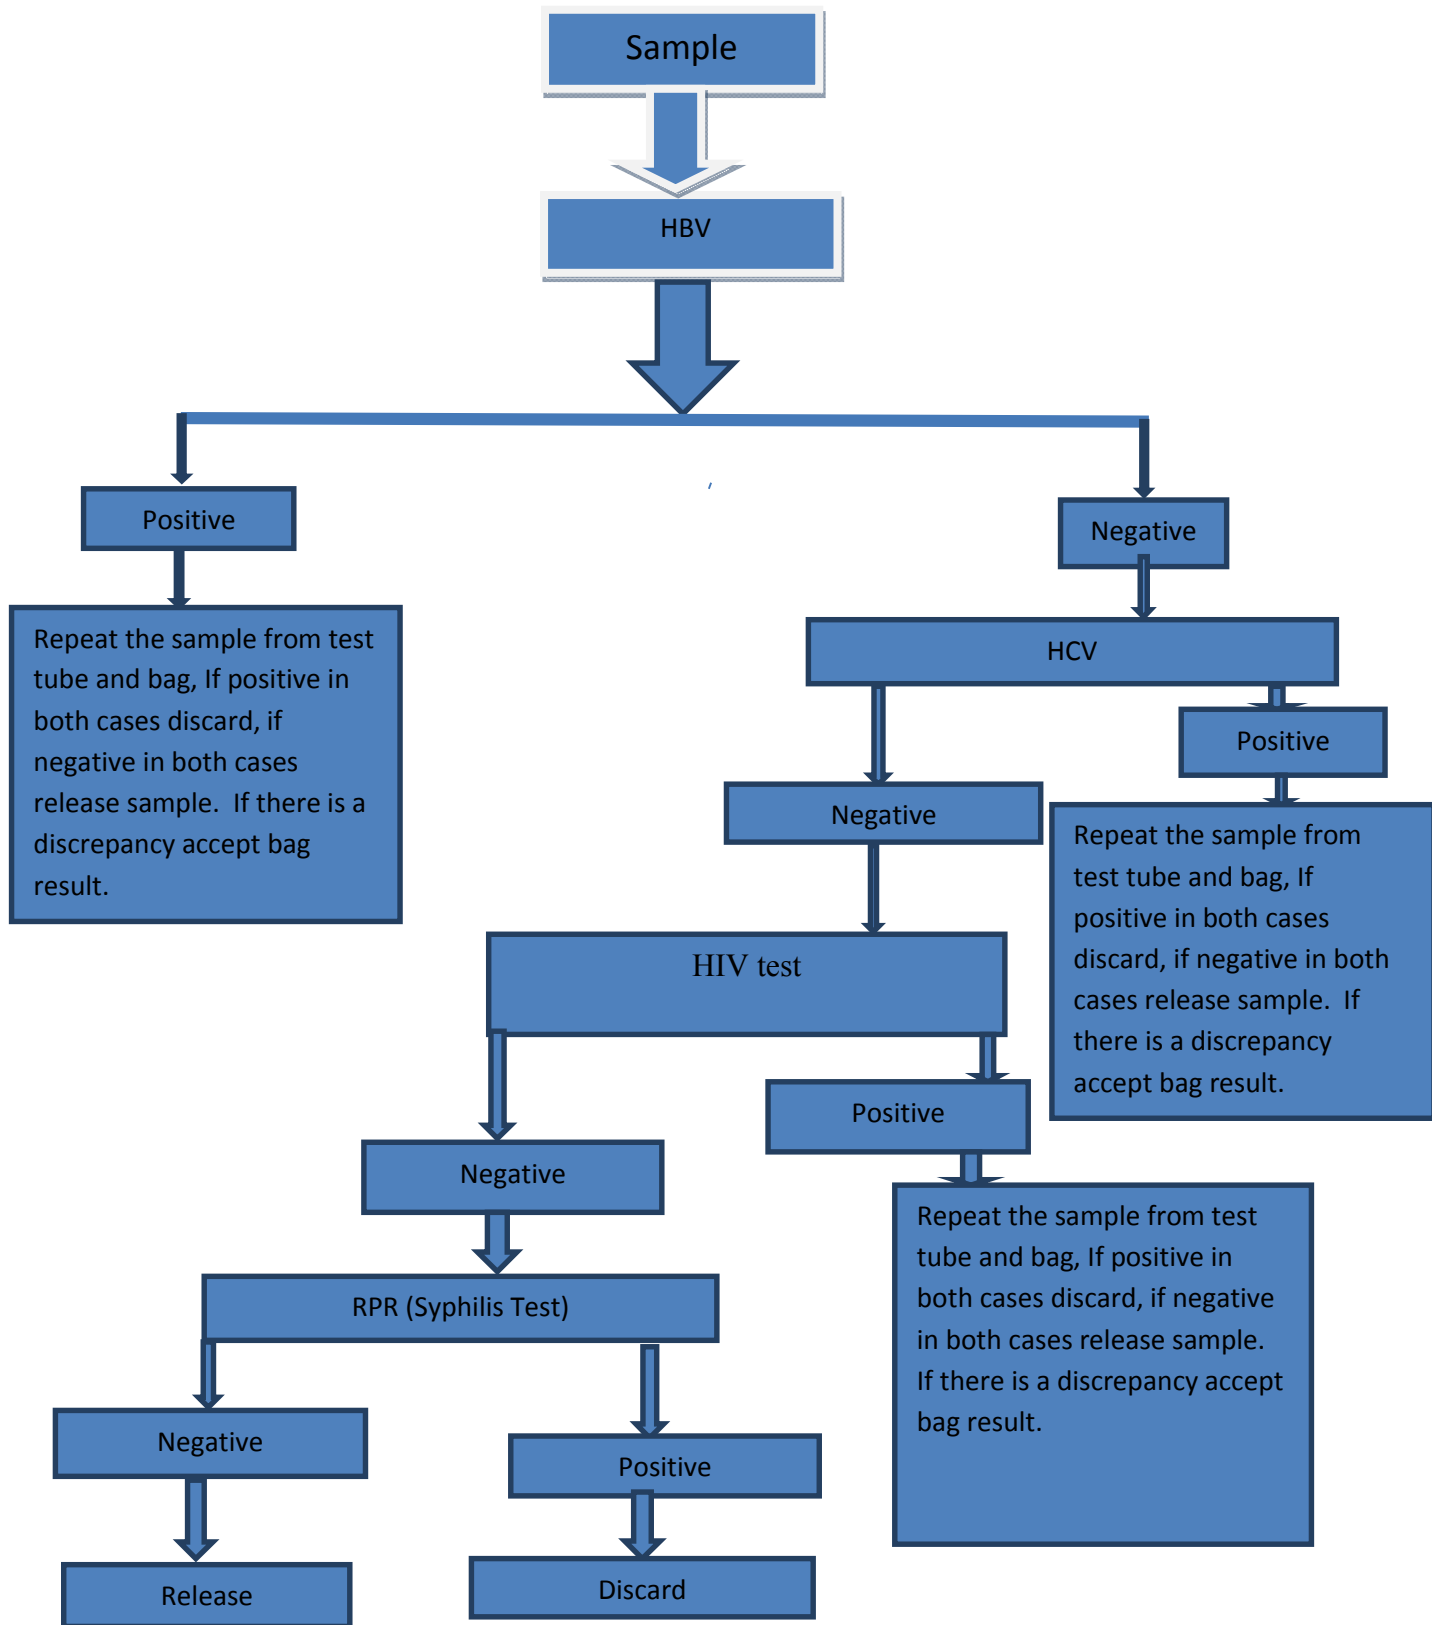 Sample
HBV
Positive
Negative
Repeat the sample from test
tube and bag, If positive in
both cases discard, if
negative in both cases
release sample.  If there is a
discrepancy accept bag
result.
HCV
Positive
Negative
Repeat the sample from
test tube and bag, If
positive in both cases
discard, if negative in both
cases release sample.  If
there is a discrepancy
accept bag result.
HIV test
Positive
Negative
Repeat the sample from test
tube and bag, If positive in
both cases discard, if negative
in both cases release sample.
If there is a discrepancy accept
bag result.
RPR (Syphilis Test)
Negative
Positive
Release
Discard